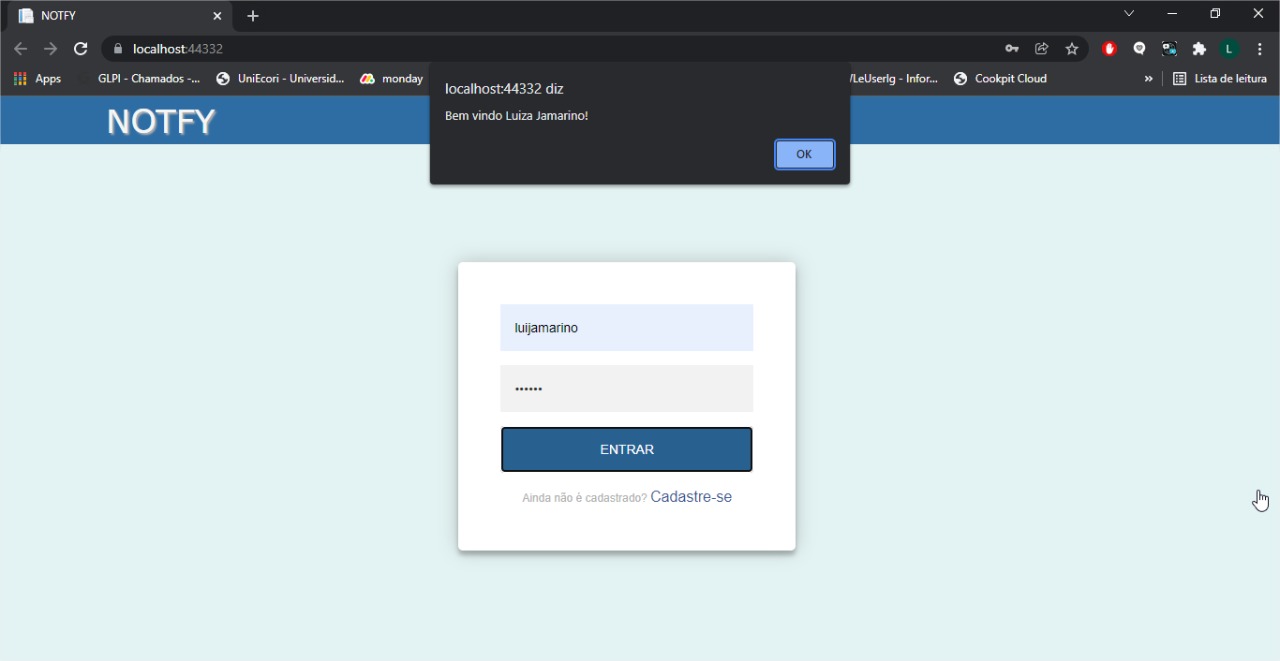 NOTFY
localhost:44332
L
Apps
GLPI - Chamados -...
UniEcori - Universid...
monday
/LeUserIg - Infor...
Cookpit Cloud
»
Lista de leitura
NOTFY
localhost:44332 diz
Bem vindo Luiza Jamarino!
OK
luijamarino
••••••
ENTRAR
Ainda não é cadastrado? Cadastre-se